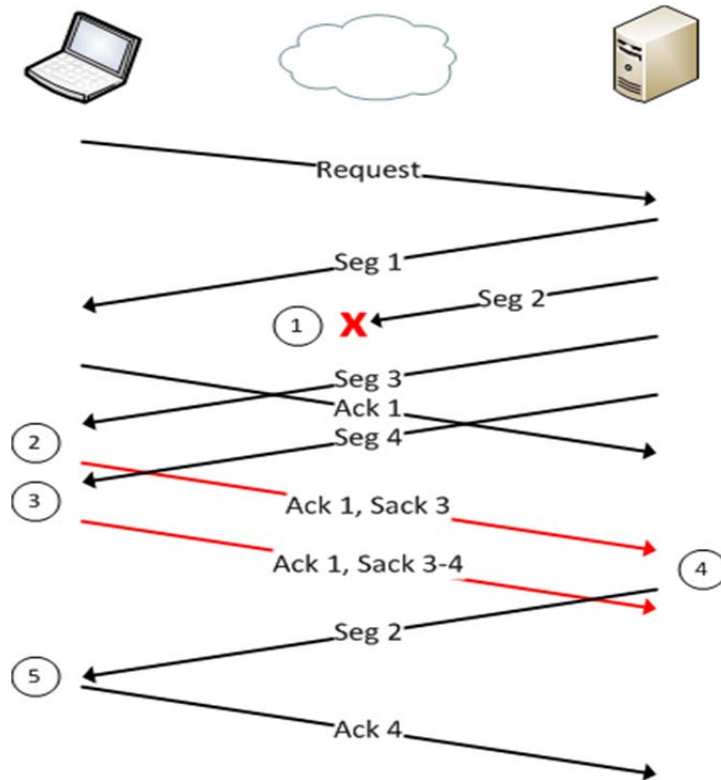 Request
Seg 1
Seg 2
1
X
Seg 3
Ack 1
2
Seg 4
3
Ack 1, Sack 3
Ack 1, Sack 3-4
4
Seg 2
5
Ack 4